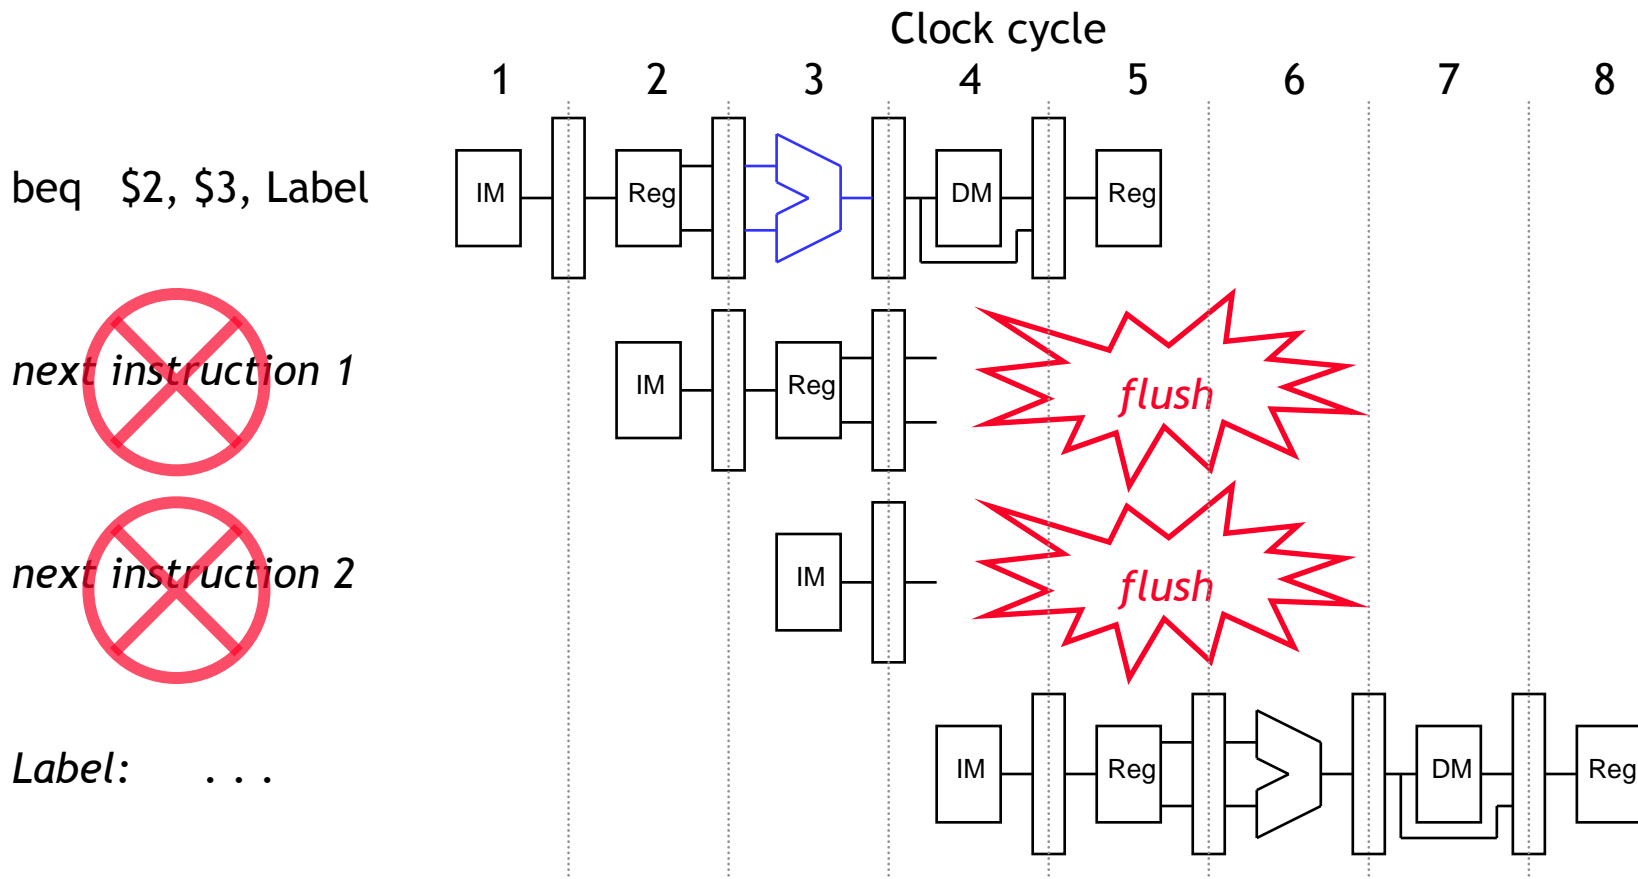 Clock cycle
1 2 3 4 5 6 7 8
beq $2, $3, Label IM Reg DM Reg
next instruction 1 IM Reg flush
next instruction 2 IM flush
Label: . . . IM Reg DM Reg